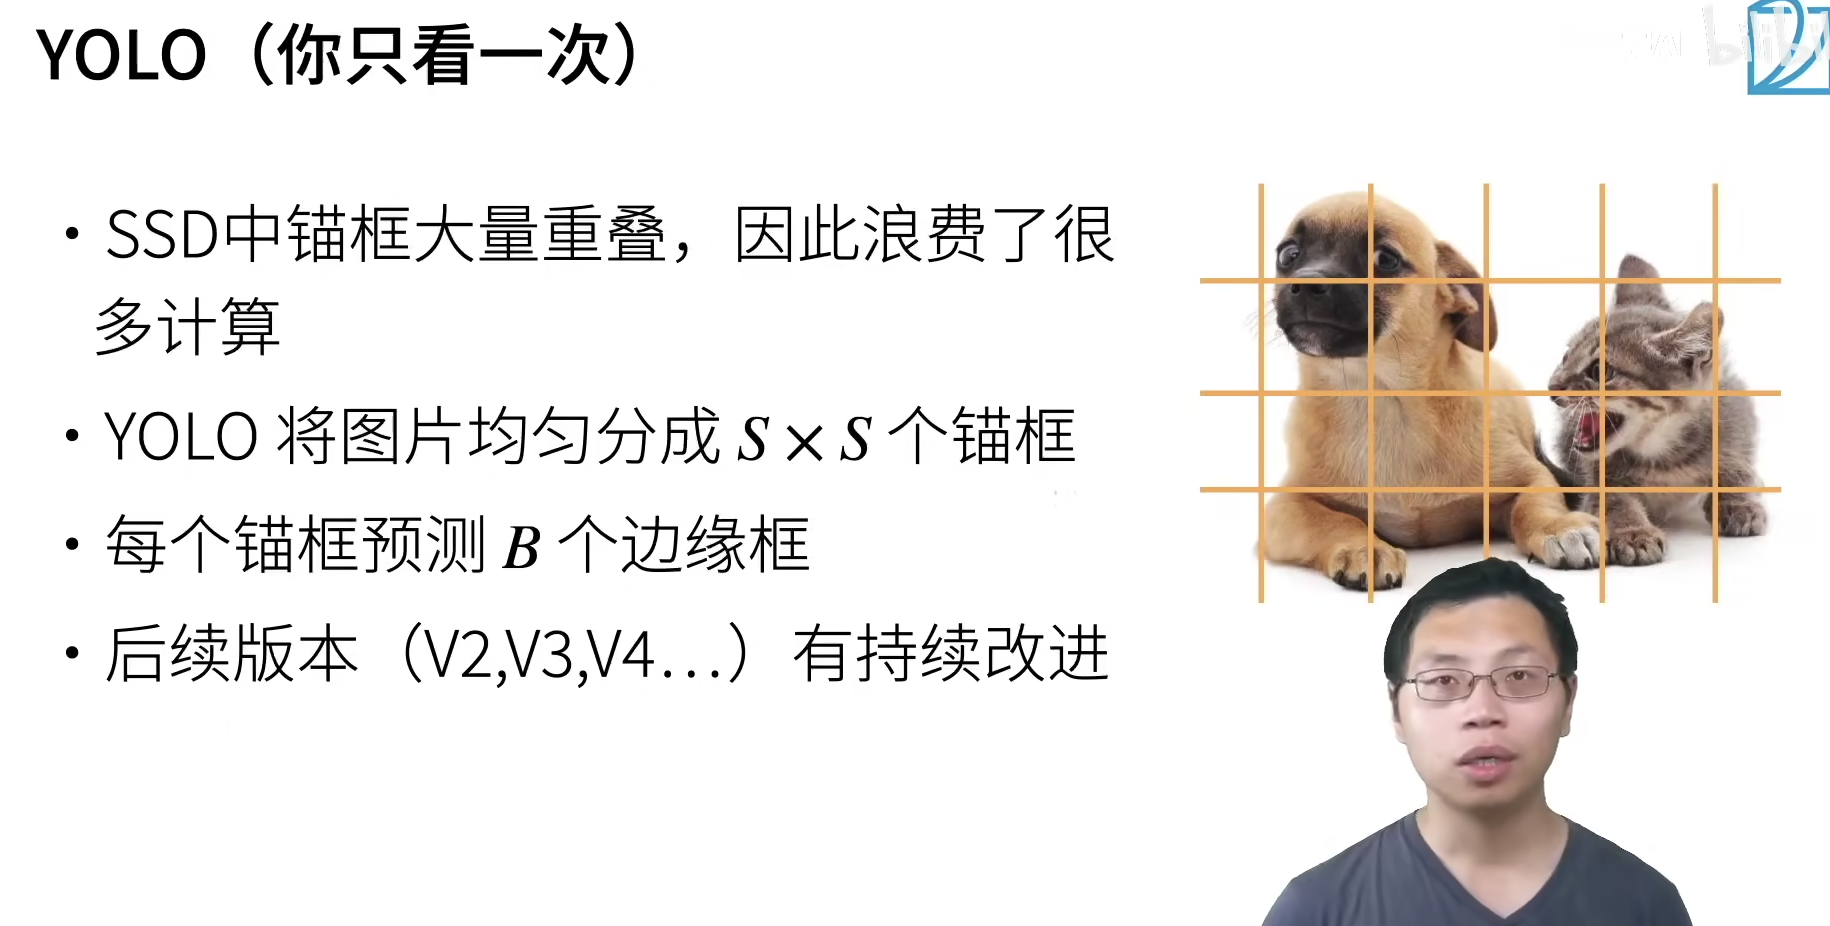 YOLO（你只看一次）
bilibili
• SSD中锚框大量重叠，因此浪费了很
多计算
• YOLO 将图片均匀分成 S × S 个锚框
• 每个锚框预测 B 个边缘框
• 后续版本（V2,V3,V4…）有持续改进